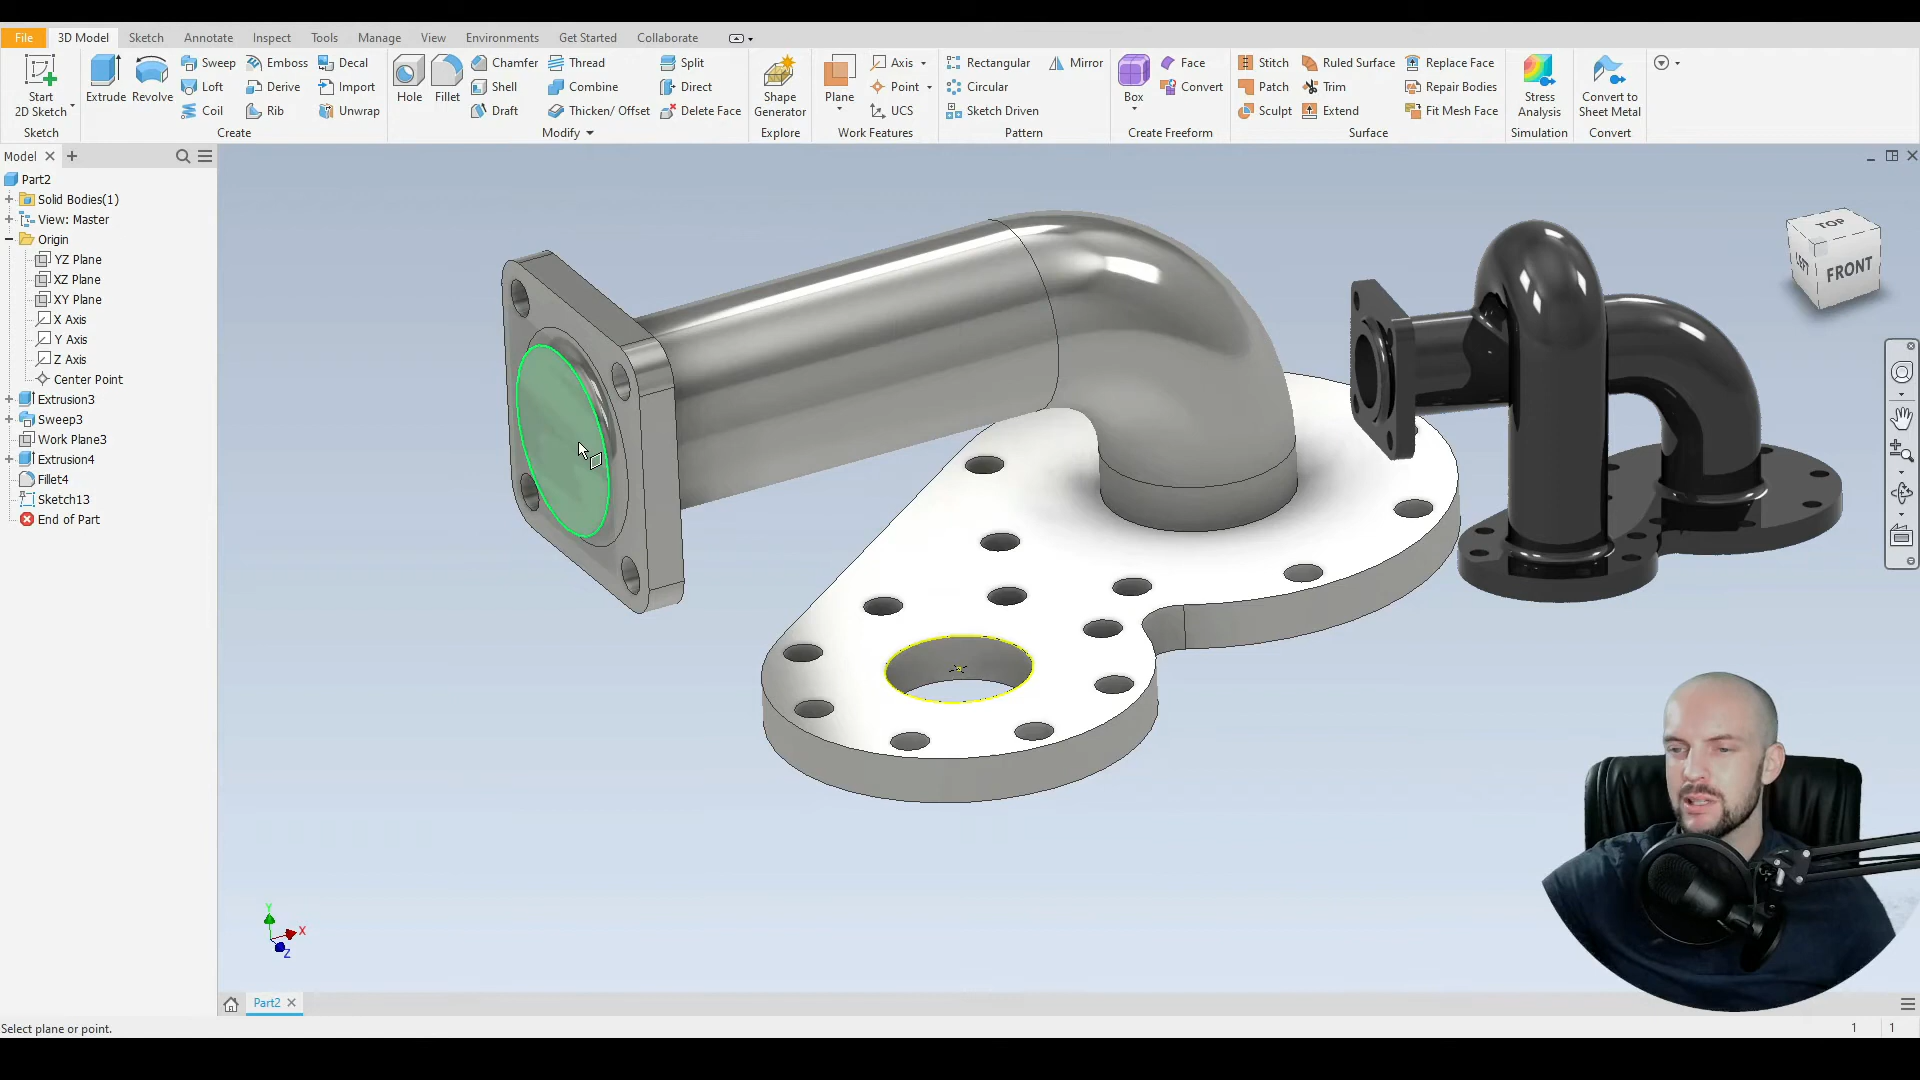 File 3D Model Sketch Annotate Inspect Tools Manage View Environments Get Started Collaborate
Start
2D Sketch
Sketch
Extrude Revolve
Sweep Emboss Decal
Loft Derive Import
Coil Rib Unwrap
Create
Hole Fillet
Chamfer Thread Split
Shell Combine Direct
Draft Thicken/ Offset Delete Face
Modify
Shape
Generator
Explore
Plane
Axis
Point
UCS
Work Features
Rectangular Mirror
Circular
Sketch Driven
Pattern
Box
Face
Convert
Create Freeform
Stitch Ruled Surface Replace Face
Patch Trim Repair Bodies
Sculpt Extend Fit Mesh Face
Surface
Stress
Analysis
Simulation
Convert to
Sheet Metal
Convert
Model
Part2
Solid Bodies(1)
View: Master
Origin
YZ Plane
XZ Plane
XY Plane
X Axis
Y Axis
Z Axis
Center Point
Extrusion3
Sweep3
Work Plane3
Extrusion4
Fillet4
Sketch13
End of Part
TOP
LEFT
FRONT
Y
X
Z
Part2
Select plane or point.
1 1